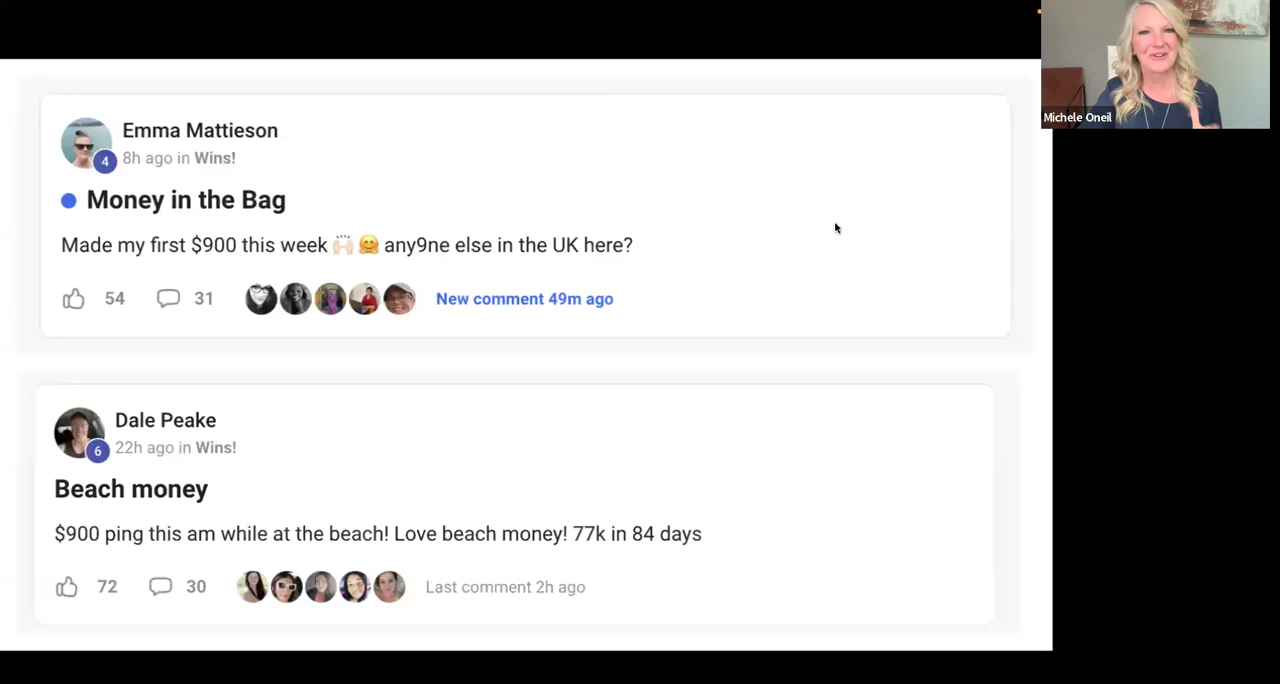 Michele Oneil
Emma Mattieson
4
8h ago in Wins!
Money in the Bag
Made my first $900 this week 🙌🏻 🤗 any9ne else in the UK here?
54
31
New comment 49m ago
Dale Peake
6
22h ago in Wins!
Beach money
$900 ping this am while at the beach! Love beach money! 77k in 84 days
72
30
Last comment 2h ago